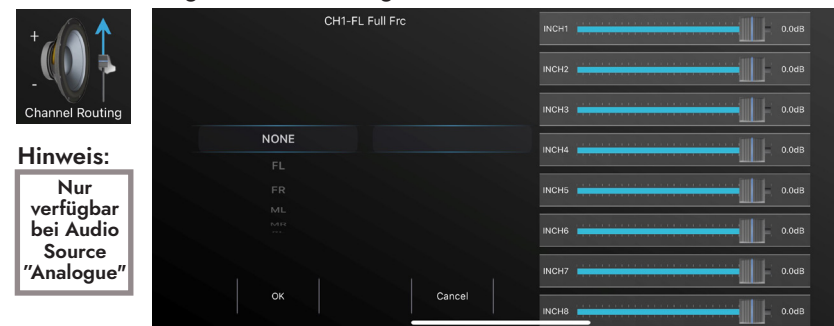 CH1-FL Full Frc
+
-
Channel Routing
Hinweis:
Nur
verfügbar
bei Audio
Source
"Analogue"
NONE
FL
FR
ML
OK
Cancel
INCH1 0.0dB
INCH2 0.0dB
INCH3 0.0dB
INCH4 0.0dB
INCH5 0.0dB
INCH6 0.0dB
INCH7 0.0dB
INCH8 0.0dB